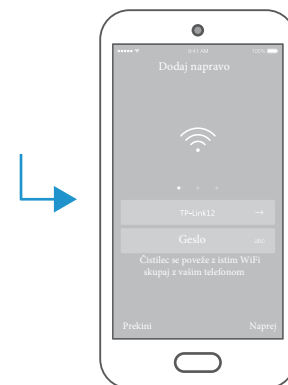 9:41 AM 100%
Dodaj napravo
TP-Link12 →
Geslo abc
Čistilec se poveže z istim WiFi
skupaj z vašim telefonom
Prekini Naprej